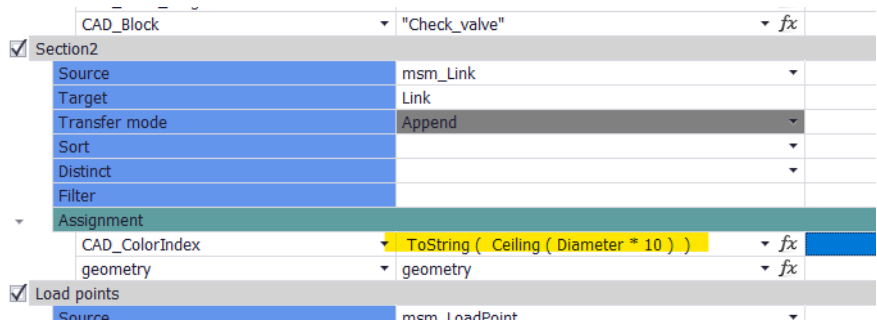 CAD_Block "Check_valve" fx
Section2
Source msm_Link
Target Link
Transfer mode Append
Sort
Distinct
Filter
Assignment
CAD_ColorIndex ToString ( Ceiling ( Diameter * 10 ) ) fx
geometry geometry fx
Load points
Source msm_LoadPoint